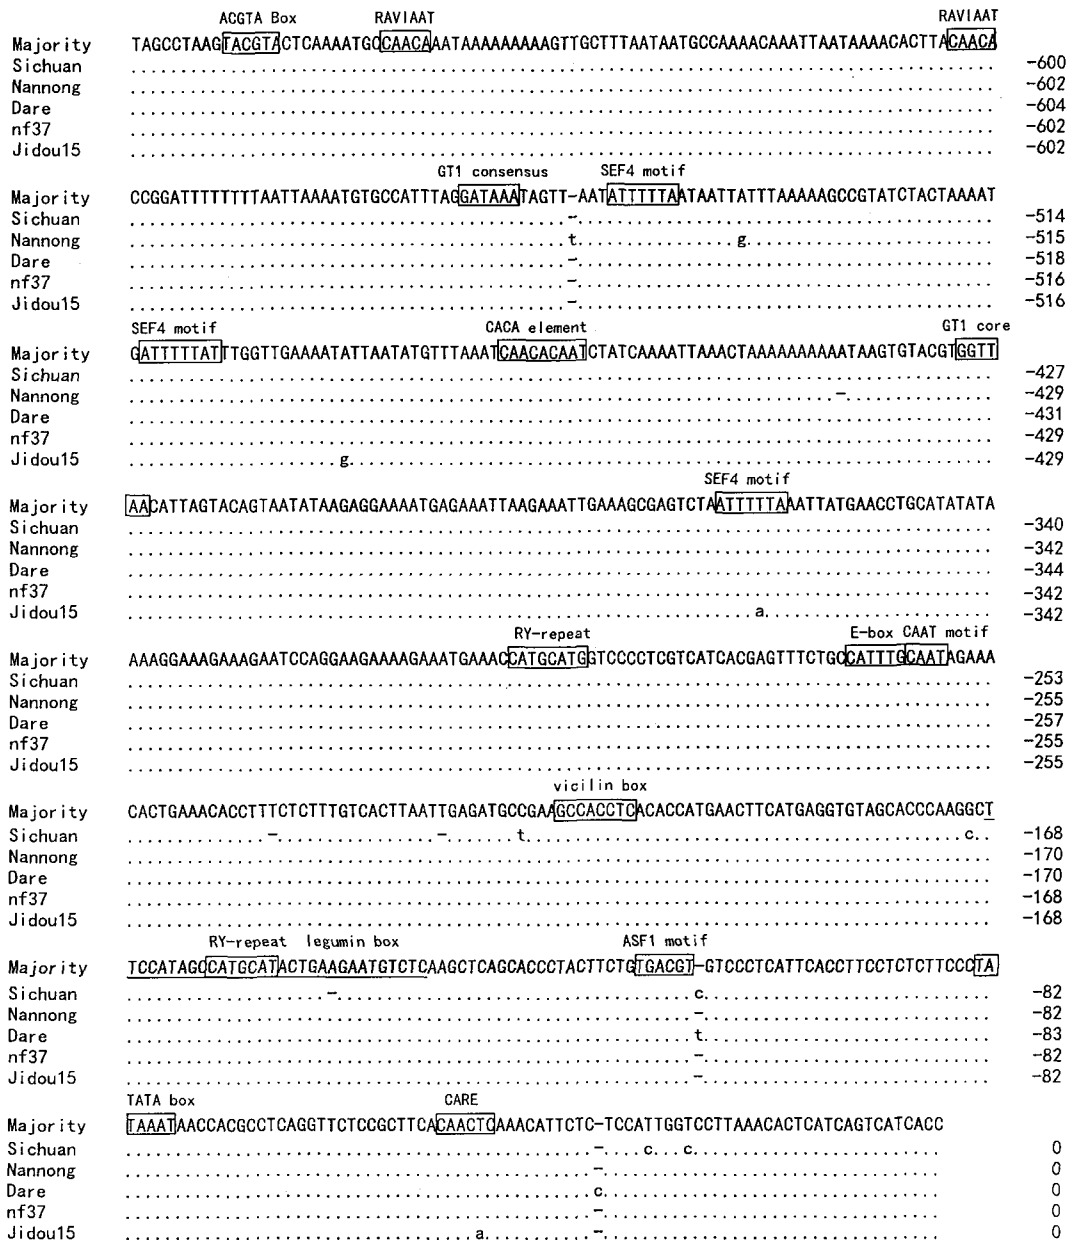 ACGTA Box RAVIAAT RAVIAAT
Majority TAGCCTAAGTACGTACTCAAAATGCCAACAAATAAAAAAAAAGTTGCTTTAATAATGCCAAAACAAATTAATAAAACACTTACAACA
Sichuan ........ -600
Nannong ........ -602
Dare ........ -604
nf37 ........ -602
Jidou15 ........ -602
GT1 consensus SEF4 motif
Majority CCGGATTTTTTTTAATTAAAATGTGCCATTTAGGATAAATAGTT-AATATTTTTAATAATTATTTAAAAAGCCGTATCTACTAAAAT
Sichuan ........-........ -514
Nannong ........t........g........ -515
Dare ........-........ -518
nf37 ........-........ -516
Jidou15 ........-........ -516
SEF4 motif CACA element GT1 core
Majority GATTTTTATTTGGTTGAAAATATTAATATGTTTAAATCAACACAATCTATCAAAATTAAACTAAAAAAAAAATAAGTGTACGTGGTT
Sichuan ........ -427
Nannong ........-........ -429
Dare ........ -431
nf37 ........ -429
Jidou15 ........g........ -429
SEF4 motif
Majority AACATTAGTACAGTAATATAAGAGGAAAATGAGAAATTAAGAAATTGAAAGCGAGTCTAATTTTTAAATTATGAACCTGCATATATA
Sichuan ........ -340
Nannong ........ -342
Dare ........ -344
nf37 ........ -342
Jidou15 ........a........ -342
RY-repeat E-box CAAT motif
Majority AAAGGAAAGAAAGAATCCAGGAAGAAAAGAAATGAAACCATGCATGGTCCCCTCGTCATCACGAGTTTCTGCCATTTGCAATAGAAA
Sichuan ........ -253
Nannong ........ -255
Dare ........ -257
nf37 ........ -255
Jidou15 ........ -255
vicilin box
Majority CACTGAAACACCTTTCTCTTTGTCACTTAATTGAGATGCCGAAGCCACCTCACACCATGAACTTCATGAGGTGTAGCACCCAAGGCT
Sichuan ........-........-........t........c.. -168
Nannong ........ -170
Dare ........ -170
nf37 ........ -168
Jidou15 ........ -168
RY-repeat legumin box ASF1 motif
Majority TCCATAGCCATGCATACTGAAGAATGTCTCAAGCTCAGCACCCTACTTCTGTGACGT-GTCCCTCATTCACCTTCCTCTCTTCCCTA
Sichuan ........-........c........ -82
Nannong ........-........ -82
Dare ........t........ -83
nf37 ........-........ -82
Jidou15 ........-........ -82
TATA box CARE
Majority TAAATAACCACGCCTCAGGTTCTCCGCTTCACAACTCAAACATTCTC-TCCATTGGTCCTTAAACACTCATCAGTCATCACC
Sichuan ........-....c...c........ 0
Nannong ........-........ 0
Dare ........c........ 0
nf37 ........-........ 0
Jidou15 ........a........-........ 0